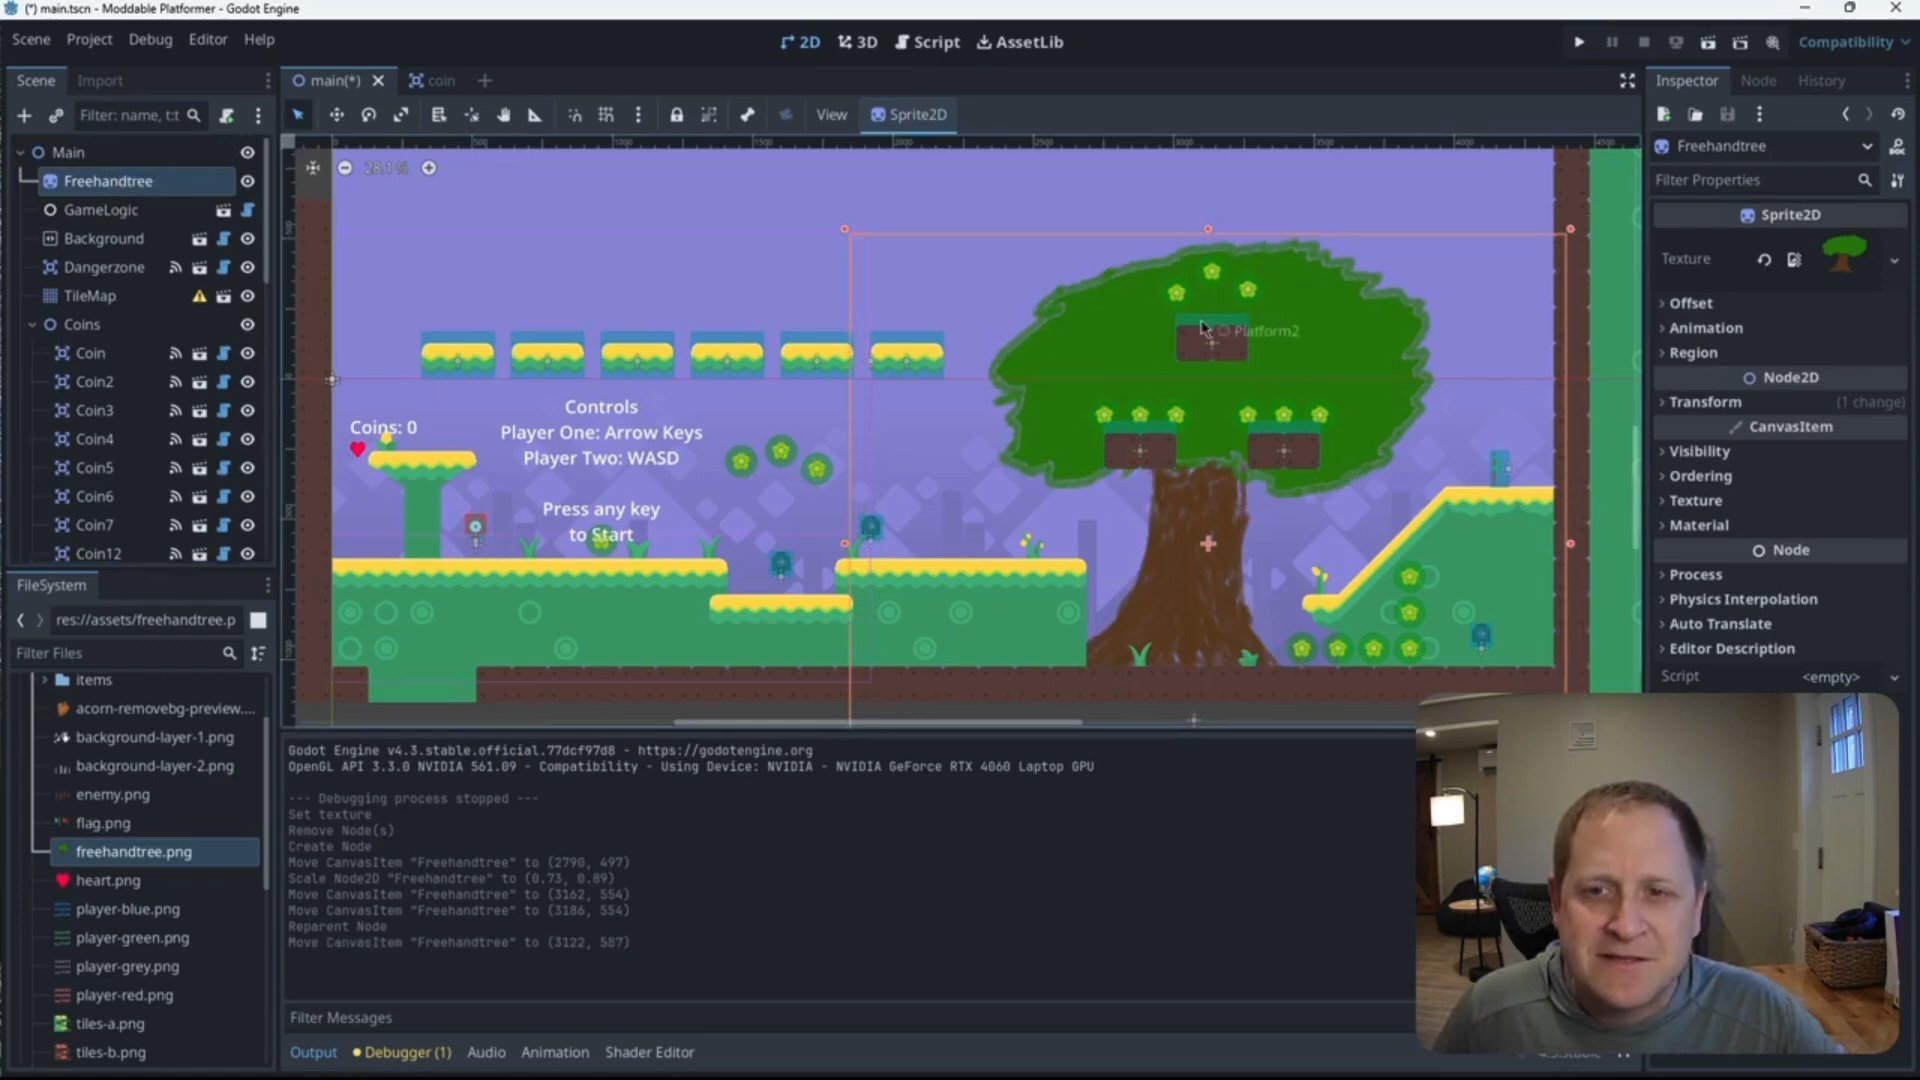 (*) main.tscn - Moddable Platformer - Godot Engine
Scene Project Debug Editor Help
2D 3D Script AssetLib
Compatibility
Scene Import
main(*) coin
Inspector Node History
Filter: name, t:t
View Sprite2D
Main
Freehandtree
GameLogic
Background
Dangerzone
TileMap
Coins
Coin
Coin2
Coin3
Coin4
Coin5
Coin6
Coin7
Coin12
28.1 %
Platform2
Coins: 0
Controls
Player One: Arrow Keys
Player Two: WASD
Press any key
to Start
Freehandtree
Filter Properties
Sprite2D
Texture
Offset
Animation
Region
Node2D
Transform (1 change)
CanvasItem
Visibility
Ordering
Texture
Material
Node
Process
Physics Interpolation
Auto Translate
Editor Description
Script <empty>
FileSystem
res://assets/freehandtree.p
Filter Files
items
acorn-removebg-preview....
background-layer-1.png
background-layer-2.png
enemy.png
flag.png
freehandtree.png
heart.png
player-blue.png
player-green.png
player-grey.png
player-red.png
tiles-a.png
tiles-b.png
Godot Engine v4.3.stable.official.77dcf97d8 - https://godotengine.org
OpenGL API 3.3.0 NVIDIA 561.09 - Compatibility - Using Device: NVIDIA - NVIDIA GeForce RTX 4060 Laptop GPU
--- Debugging process stopped ---
Set texture
Remove Node(s)
Create Node
Move CanvasItem "Freehandtree" to (2790, 497)
Scale Node2D "Freehandtree" to (0.73, 0.89)
Move CanvasItem "Freehandtree" to (3162, 554)
Move CanvasItem "Freehandtree" to (3186, 554)
Reparent Node
Move CanvasItem "Freehandtree" to (3122, 587)
Filter Messages
Output Debugger (1) Audio Animation Shader Editor